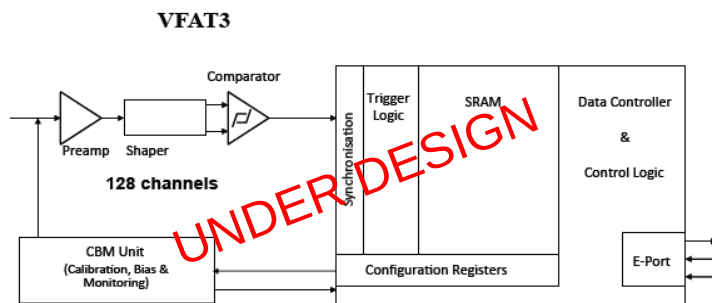 VFAT3
Comparator
Preamp
Shaper
128 channels
Synchronisation
Trigger
Logic
SRAM
Data Controller
&
Control Logic
UNDER DESIGN
CBM Unit
(Calibration, Bias &
Monitoring)
Configuration Registers
E-Port